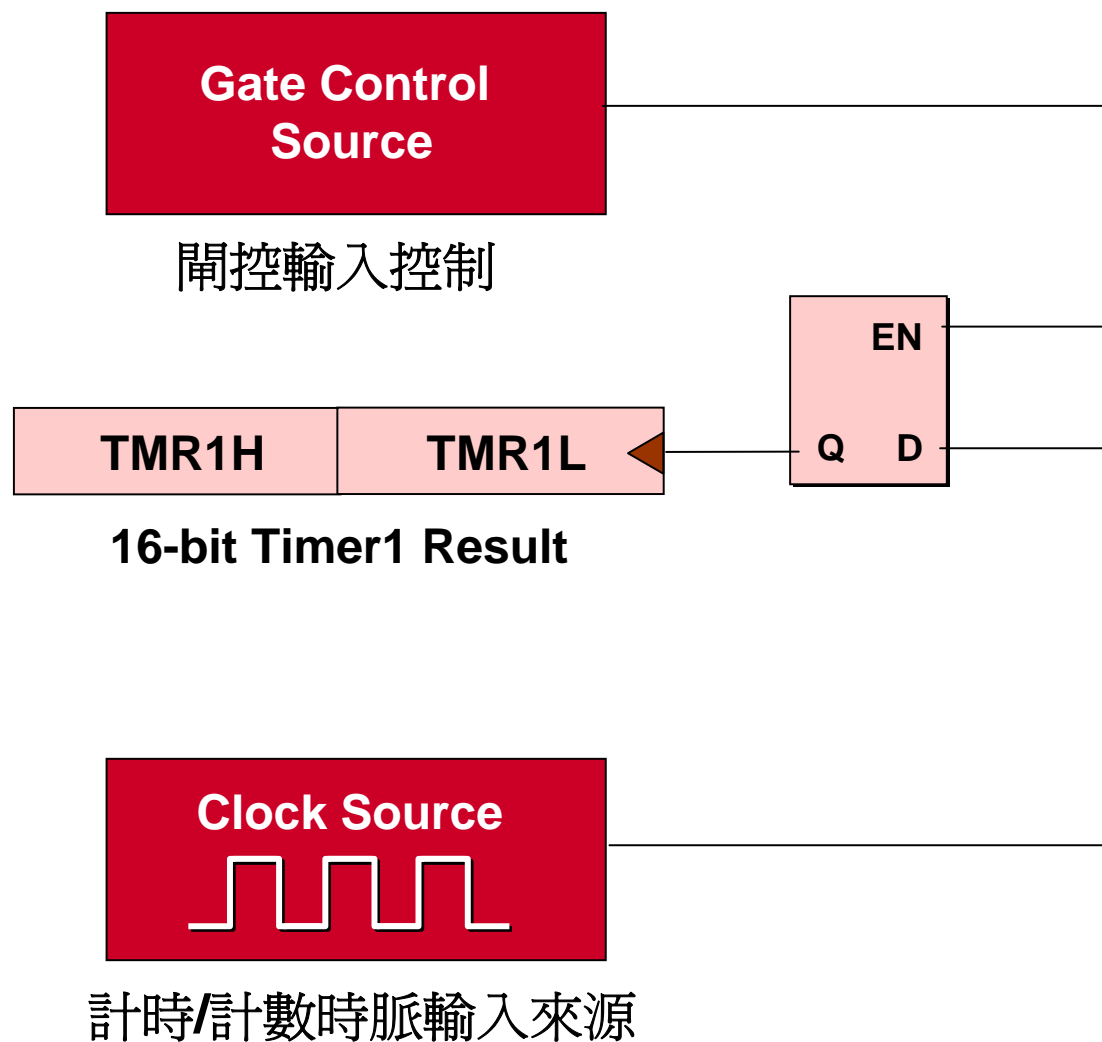 Gate Control
Source
閘控輸入控制
EN
TMR1H
TMR1L
Q
D
16-bit Timer1 Result
Clock Source
計時/計數時脈輸入來源